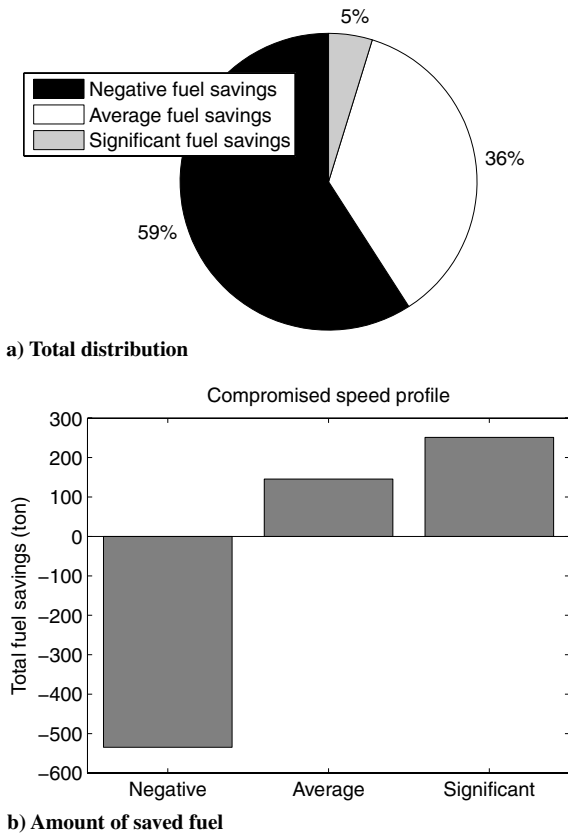 5%
Negative fuel savings
Average fuel savings
Significant fuel savings
36%
59%
a) Total distribution
Compromised speed profile
300
200
100
0
−100
−200
−300
−400
−500
−600
Total fuel savings (ton)
Negative Average Significant
b) Amount of saved fuel